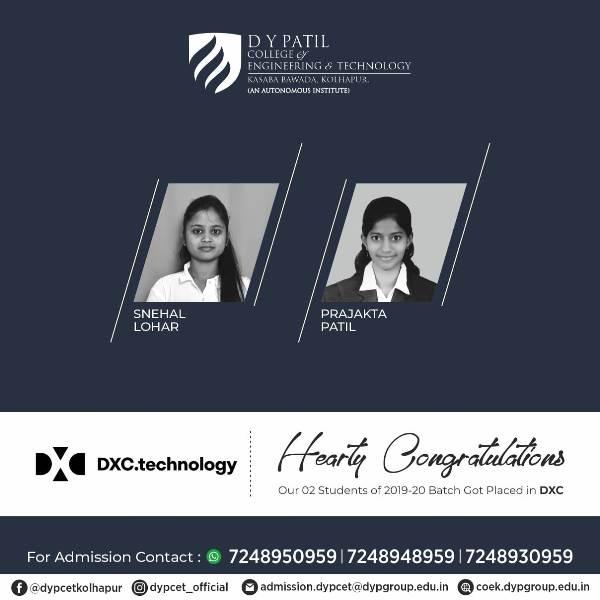 D Y PATIL
COLLEGE of
ENGINEERING & TECHNOLOGY
KASABA BAWADA, KOLHAPUR.
(AN AUTONOMOUS INSTITUTE)
SNEHAL
LOHAR
PRAJAKTA
PATIL
DXC.technology
Hearty Congratulations
Our 02 Students of 2019-20 Batch Got Placed in DXC
For Admission Contact : 7248950959 | 7248948959 | 7248930959
@dypcetkolhapur dypcet_official admission.dypcet@dypgroup.edu.in coek.dypgroup.edu.in